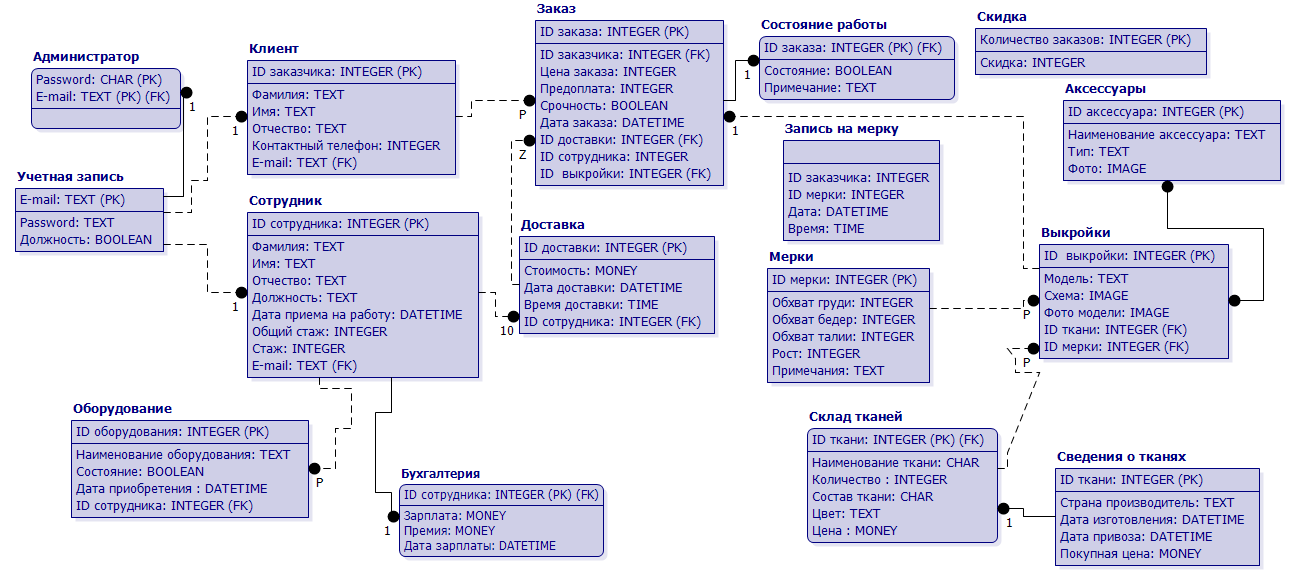 Администратор
Password: CHAR (PK)
E-mail: TEXT (PK) (FK)
1
Клиент
ID заказчика: INTEGER (PK)
Фамилия: TEXT
Имя: TEXT
Отчество: TEXT
Контактный телефон: INTEGER
E-mail: TEXT (FK)
1
Заказ
ID заказа: INTEGER (PK)
ID заказчика: INTEGER (FK)
Цена заказа: INTEGER
Предоплата: INTEGER
Срочность: BOOLEAN
Дата заказа: DATETIME
ID доставки: INTEGER (FK)
ID сотрудника: INTEGER
ID выкройки: INTEGER (FK)
P
Z
1
Состояние работы
ID заказа: INTEGER (PK) (FK)
Состояние: BOOLEAN
Примечание: TEXT
1
Скидка
Количество заказов: INTEGER (PK)
Скидка: INTEGER
Аксессуары
ID аксессуара: INTEGER (PK)
Наименование аксессуара: TEXT
Тип: TEXT
Фото: IMAGE
Запись на мерку
ID заказчика: INTEGER
ID мерки: INTEGER
Дата: DATETIME
Время: TIME
Учетная запись
E-mail: TEXT (PK)
Password: TEXT
Должность: BOOLEAN
Сотрудник
ID сотрудника: INTEGER (PK)
Фамилия: TEXT
Имя: TEXT
Отчество: TEXT
Должность: TEXT
Дата приема на работу: DATETIME
Общий стаж: INTEGER
Стаж: INTEGER
E-mail: TEXT (FK)
1
Доставка
ID доставки: INTEGER (PK)
Стоимость: MONEY
Дата доставки: DATETIME
Время доставки: TIME
ID сотрудника: INTEGER (FK)
10
Мерки
ID мерки: INTEGER (PK)
Обхват груди: INTEGER
Обхват бедер: INTEGER
Обхват талии: INTEGER
Рост: INTEGER
Примечания: TEXT
Выкройки
ID выкройки: INTEGER (PK)
Модель: TEXT
Схема: IMAGE
Фото модели: IMAGE
ID ткани: INTEGER (FK)
ID мерки: INTEGER (FK)
P
P
Оборудование
ID оборудования: INTEGER (PK)
Наименование оборудования: TEXT
Состояние: BOOLEAN
Дата приобретения : DATETIME
ID сотрудника: INTEGER (FK)
P
Бухгалтерия
ID сотрудника: INTEGER (PK) (FK)
Зарплата: MONEY
Премия: MONEY
Дата зарплаты: DATETIME
1
Склад тканей
ID ткани: INTEGER (PK) (FK)
Наименование ткани: CHAR
Количество : INTEGER
Состав ткани: CHAR
Цвет: TEXT
Цена : MONEY
1
Сведения о тканях
ID ткани: INTEGER (PK)
Страна производитель: TEXT
Дата изготовления: DATETIME
Дата привоза: DATETIME
Покупная цена: MONEY